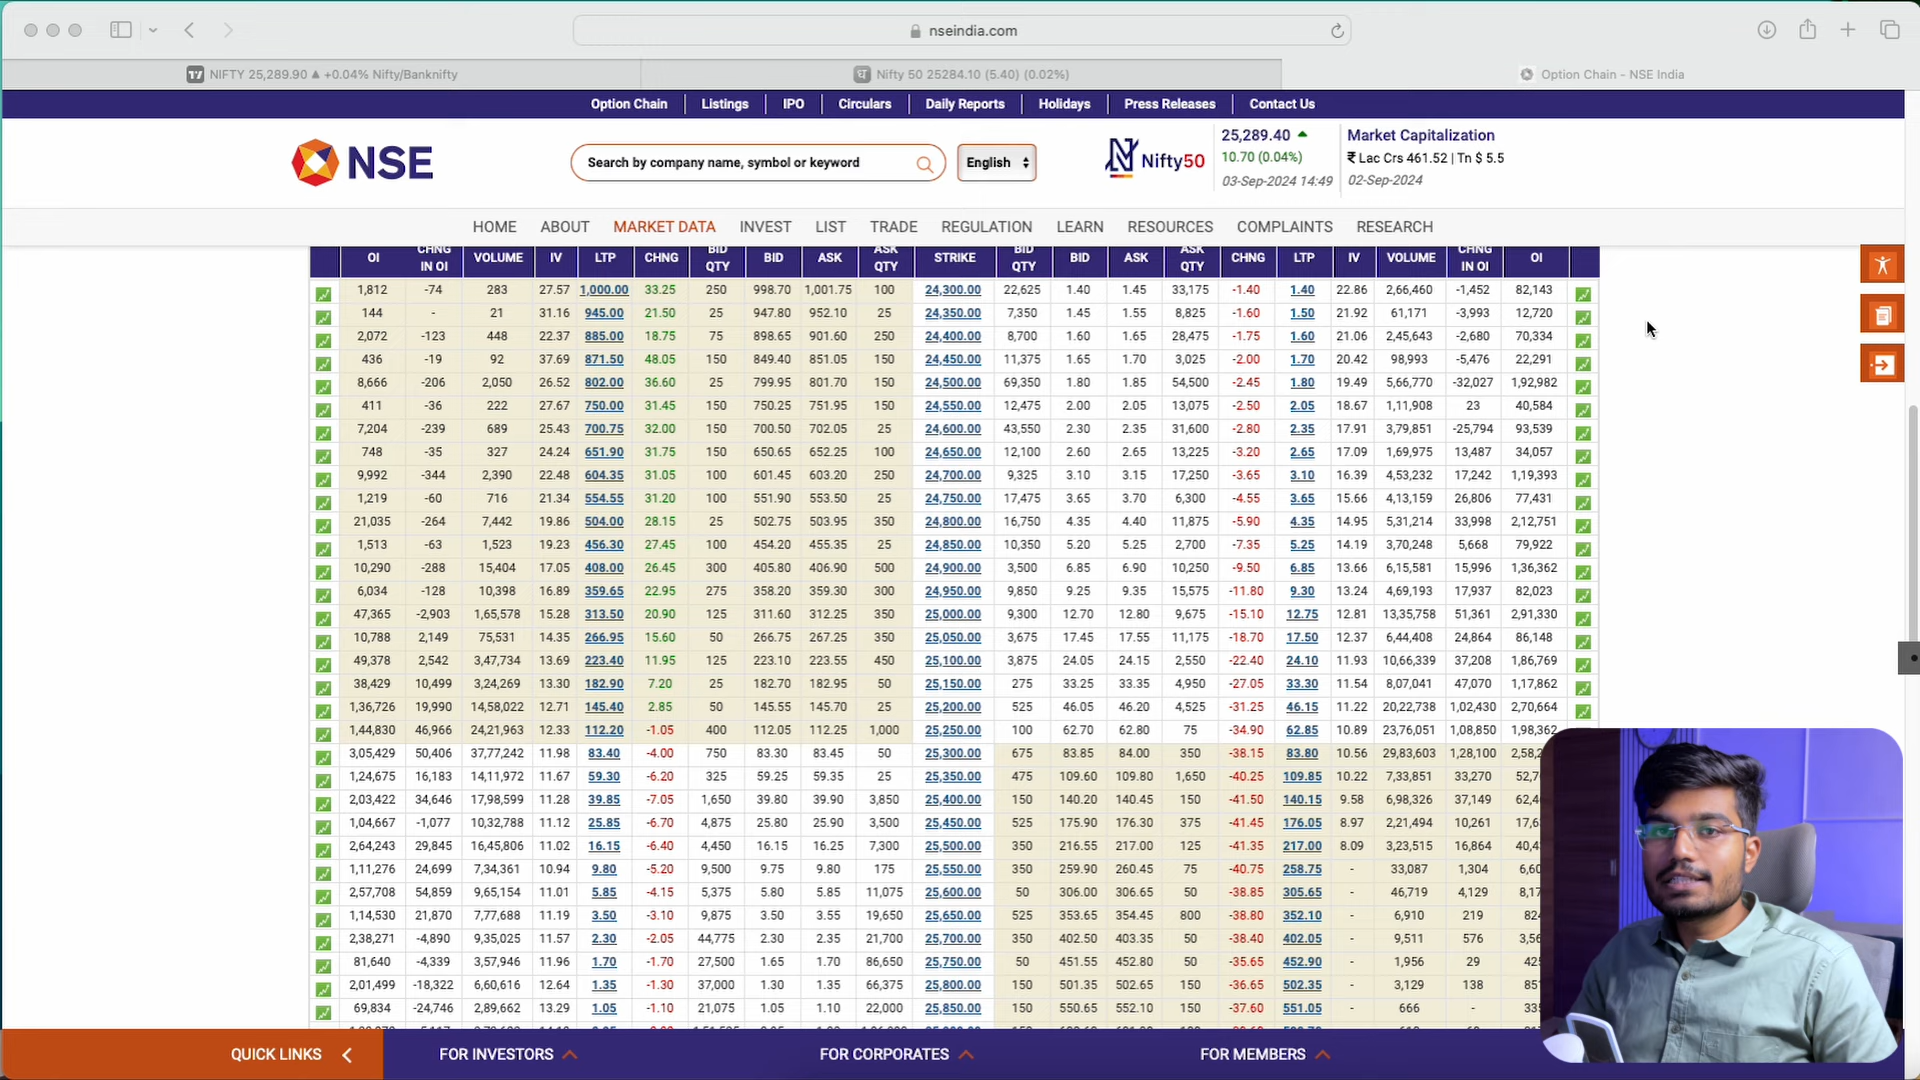 nseindia.com
NIFTY 25,289.90 ▲ +0.04% Nifty/Banknifty
Nifty 50 25284.10 (5.40) (0.02%)
Option Chain – NSE India
Option Chain Listings IPO Circulars Daily Reports Holidays Press Releases Contact Us
NSE
Search by company name, symbol or keyword
English
Nifty50
25,289.40
10.70 (0.04%)
03-Sep-2024 14:49
Market Capitalization
₹ Lac Crs 461.52 | Tn $ 5.5
02-Sep-2024
HOME ABOUT MARKET DATA INVEST LIST TRADE REGULATION LEARN RESOURCES COMPLAINTS RESEARCH
OI CHNG IN OI VOLUME IV LTP CHNG BID QTY BID ASK ASK QTY STRIKE BID QTY BID ASK ASK QTY CHNG LTP IV VOLUME CHNG IN OI OI
1,812 -74 283 27.57 1,000.00 33.25 250 998.70 1,001.75 100 24,300.00 22,625 1.40 1.45 33,175 -1.40 1.40 22.86 2,66,460 -1,452 82,143
144 - 21 31.16 945.00 21.50 25 947.80 952.10 25 24,350.00 7,350 1.45 1.55 8,825 -1.60 1.50 21.92 61,171 -3,993 12,720
2,072 -123 448 22.37 885.00 18.75 75 898.65 901.60 250 24,400.00 8,700 1.60 1.65 28,475 -1.75 1.60 21.06 2,45,643 -2,680 70,334
436 -19 92 37.69 871.50 48.05 150 849.40 851.05 150 24,450.00 11,375 1.65 1.70 3,025 -2.00 1.70 20.42 98,993 -5,476 22,291
8,666 -206 2,050 26.52 802.00 36.60 25 799.95 801.70 150 24,500.00 69,350 1.80 1.85 54,500 -2.45 1.80 19.49 5,66,770 -32,027 1,92,982
411 -36 222 27.67 750.00 31.45 150 750.25 751.95 150 24,550.00 12,475 2.00 2.05 13,075 -2.50 2.05 18.67 1,11,908 23 40,584
7,204 -239 689 25.43 700.75 32.00 150 700.50 702.05 25 24,600.00 43,550 2.30 2.35 31,600 -2.80 2.35 17.91 3,79,851 -25,794 93,539
748 -35 327 24.24 651.90 31.75 150 650.65 652.25 100 24,650.00 12,100 2.60 2.65 13,225 -3.20 2.65 17.09 1,69,975 13,487 34,057
9,992 -344 2,390 22.48 604.35 31.05 100 601.45 603.20 250 24,700.00 9,325 3.10 3.15 17,250 -3.65 3.10 16.39 4,53,232 17,242 1,19,393
1,219 -60 716 21.34 554.55 31.20 100 551.90 553.50 25 24,750.00 17,475 3.65 3.70 6,300 -4.55 3.65 15.66 4,13,159 26,806 77,431
21,035 -264 7,442 19.86 504.00 28.15 25 502.75 503.95 350 24,800.00 16,750 4.35 4.40 11,875 -5.90 4.35 14.95 5,31,214 33,998 2,12,751
1,513 -63 1,523 19.23 456.30 27.45 100 454.20 455.35 25 24,850.00 10,350 5.20 5.25 2,700 -7.35 5.25 14.19 3,70,248 5,668 79,922
10,290 -288 15,404 17.05 408.00 26.45 300 405.80 406.90 500 24,900.00 3,500 6.85 6.90 10,250 -9.50 6.85 13.66 6,15,581 15,996 1,36,362
6,034 -128 10,398 16.89 359.65 22.95 275 358.20 359.30 300 24,950.00 9,850 9.25 9.35 15,575 -11.80 9.30 13.24 4,69,193 17,937 82,023
47,365 -2,903 1,65,578 15.28 313.50 20.90 125 311.60 312.25 350 25,000.00 9,300 12.70 12.80 9,675 -15.10 12.75 12.81 13,35,758 51,361 2,91,330
10,788 2,149 75,531 14.35 266.95 15.60 50 266.75 267.25 350 25,050.00 3,675 17.45 17.55 11,175 -18.70 17.50 12.37 6,44,408 24,864 86,148
49,378 2,542 3,47,734 13.69 223.40 11.95 125 223.10 223.55 450 25,100.00 3,875 24.05 24.15 2,550 -22.40 24.10 11.93 10,66,339 37,208 1,86,769
38,429 10,499 3,24,269 13.30 182.90 7.20 25 182.70 182.95 50 25,150.00 275 33.25 33.35 4,950 -27.05 33.30 11.54 8,07,041 47,070 1,17,862
1,36,726 19,990 14,58,022 12.71 145.40 2.85 50 145.55 145.70 25 25,200.00 525 46.05 46.20 4,525 -31.25 46.15 11.22 20,22,738 1,02,430 2,70,664
1,44,830 46,966 24,21,963 12.33 112.20 -1.05 400 112.05 112.25 1,000 25,250.00 100 62.70 62.80 75 -34.90 62.85 10.89 23,76,051 1,08,850 1,98,362
3,05,429 50,406 37,77,242 11.98 83.40 -4.00 750 83.30 83.45 50 25,300.00 675 83.85 84.00 350 -38.15 83.80 10.56 29,83,603 1,28,100 2,58,2
1,24,675 16,183 14,11,972 11.67 59.30 -6.20 325 59.25 59.35 25 25,350.00 475 109.60 109.80 1,650 -40.25 109.85 10.22 7,33,851 33,270 52,7
2,03,422 34,646 17,98,599 11.28 39.85 -7.05 1,650 39.80 39.90 3,850 25,400.00 150 140.20 140.45 150 -41.50 140.15 9.58 6,98,326 37,149 62,4
1,04,667 -1,077 10,32,788 11.12 25.85 -6.70 4,875 25.80 25.90 3,500 25,450.00 525 175.90 176.30 375 -41.45 176.05 8.97 2,21,494 10,261 17,6
2,64,243 29,845 16,45,806 11.02 16.15 -6.40 4,450 16.15 16.25 7,300 25,500.00 350 216.55 217.00 125 -41.35 217.00 8.09 3,23,515 16,864 40,4
1,11,276 24,699 7,34,361 10.94 9.80 -5.20 9,500 9.75 9.80 175 25,550.00 350 259.90 260.45 75 -40.75 258.75 - 33,087 1,304 6,60
2,57,708 54,859 9,65,154 11.01 5.85 -4.15 5,375 5.80 5.85 11,075 25,600.00 50 306.00 306.65 50 -38.85 305.65 - 46,719 4,129 8,17
1,14,530 21,870 7,77,688 11.19 3.50 -3.10 9,875 3.50 3.55 19,650 25,650.00 525 353.65 354.45 800 -38.80 352.10 - 6,910 219 824
2,38,271 -4,890 9,35,025 11.57 2.30 -2.05 44,775 2.30 2.35 21,700 25,700.00 350 402.50 403.35 50 -38.40 402.05 - 9,511 576 3,56
81,640 -4,339 3,57,946 11.96 1.70 -1.70 27,500 1.65 1.70 86,650 25,750.00 50 451.55 452.80 50 -35.65 452.90 - 1,956 29 425
2,01,499 -18,322 6,60,616 12.64 1.35 -1.30 37,000 1.30 1.35 66,375 25,800.00 150 501.35 502.65 150 -36.65 502.35 - 3,129 138 851
69,834 -24,746 2,89,662 13.29 1.05 -1.10 21,075 1.05 1.10 22,000 25,850.00 150 550.65 552.10 150 -37.60 551.05 - 666 - 335
QUICK LINKS FOR INVESTORS FOR CORPORATES FOR MEMBERS